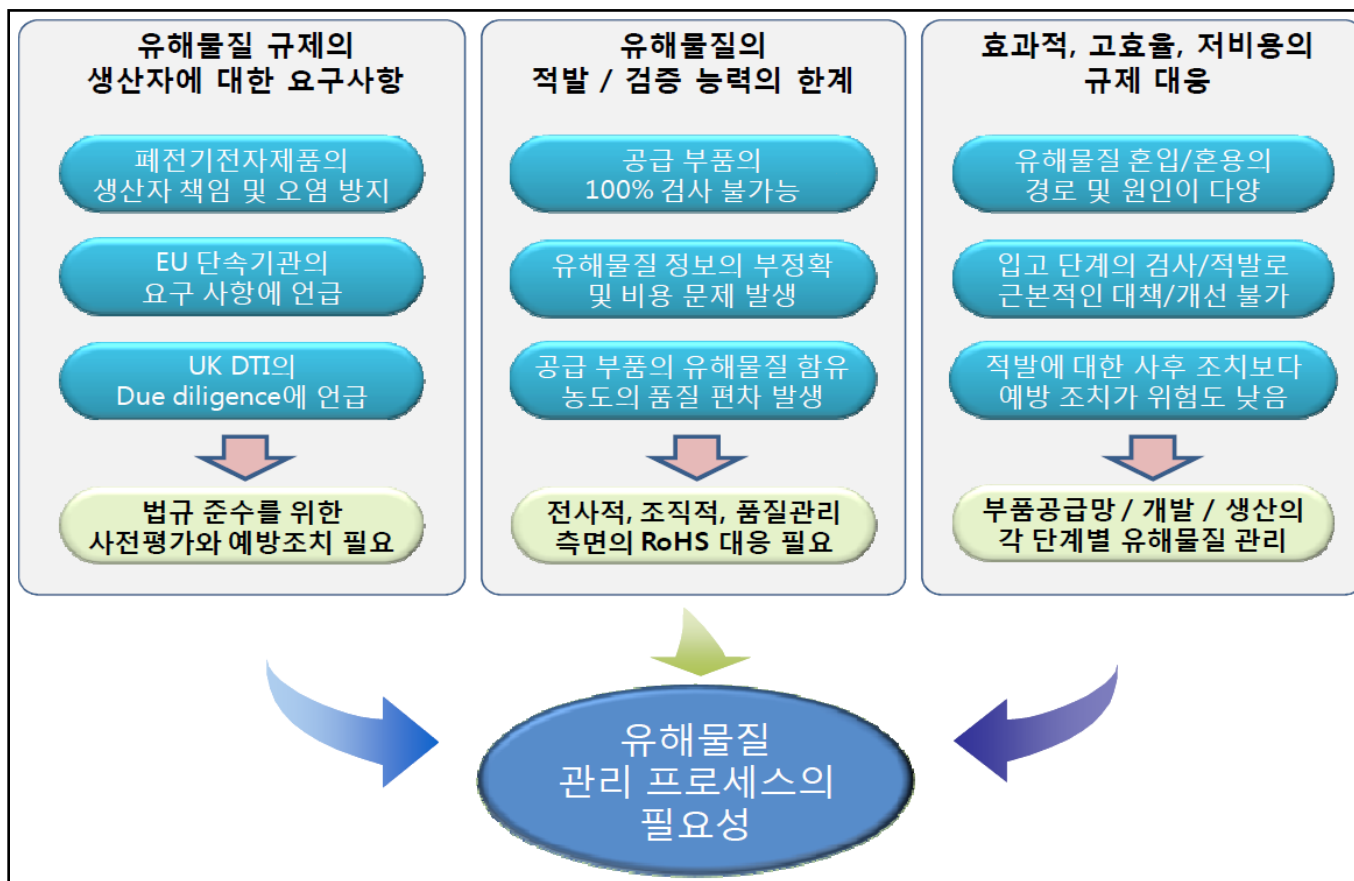 유해물질 규제의
생산자에 대한 요구사항
폐전기전자제품의
생산자 책임 및 오염 방지
EU 단속기관의
요구 사항에 언급
UK DTI의
Due diligence에 언급
법규 준수를 위한
사전평가와 예방조치 필요
유해물질의
적발 / 검증 능력의 한계
공급 부품의
100% 검사 불가능
유해물질 정보의 부정확
및 비용 문제 발생
공급 부품의 유해물질 함유
농도의 품질 편차 발생
전사적, 조직적, 품질관리
측면의 RoHS 대응 필요
효과적, 고효율, 저비용의
규제 대응
유해물질 혼입/혼용의
경로 및 원인이 다양
입고 단계의 검사/적발로
근본적인 대책/개선 불가
적발에 대한 사후 조치보다
예방 조치가 위험도 낮음
부품공급망 / 개발 / 생산의
각 단계별 유해물질 관리
유해물질
관리 프로세스의
필요성